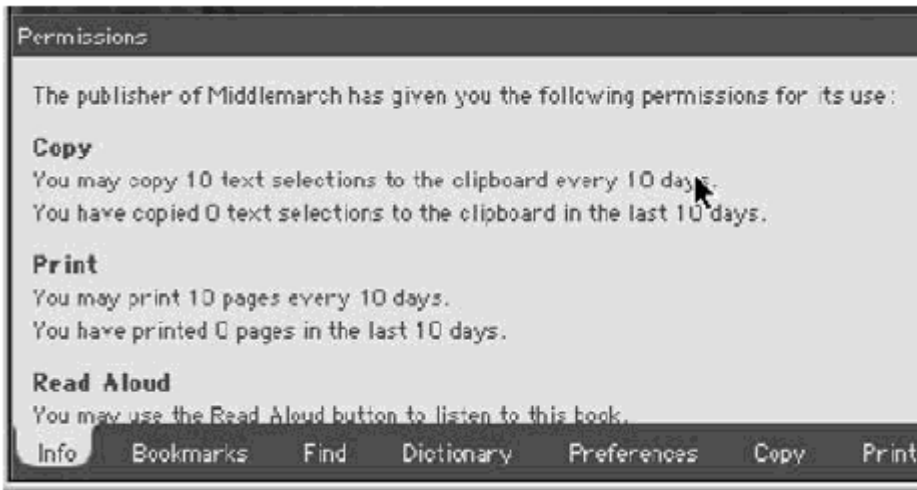 Permissions
The publisher of Middlemarch has given you the following permissions for its use:
Copy
You may copy 10 text selections to the clipboard every 10 days.
You have copied 0 text selections to the clipboard in the last 10 days.
Print
You may print 10 pages every 10 days.
You have printed 0 pages in the last 10 days.
Read Aloud
You may use the Read Aloud button to listen to this book.
Info Bookmarks Find Dictionary Preferences Copy Print